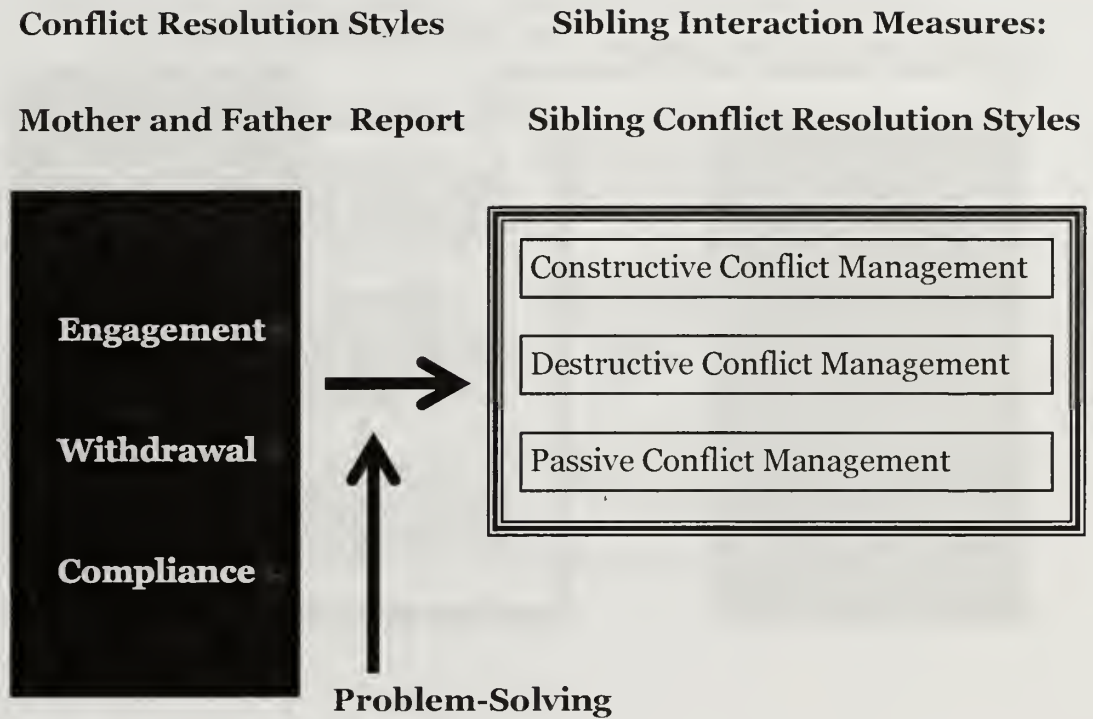 Conflict Resolution Styles
Mother and Father Report
Engagement
Withdrawal
Compliance
Problem-Solving
Sibling Interaction Measures:
Sibling Conflict Resolution Styles
Constructive Conflict Management
Destructive Conflict Management
Passive Conflict Management